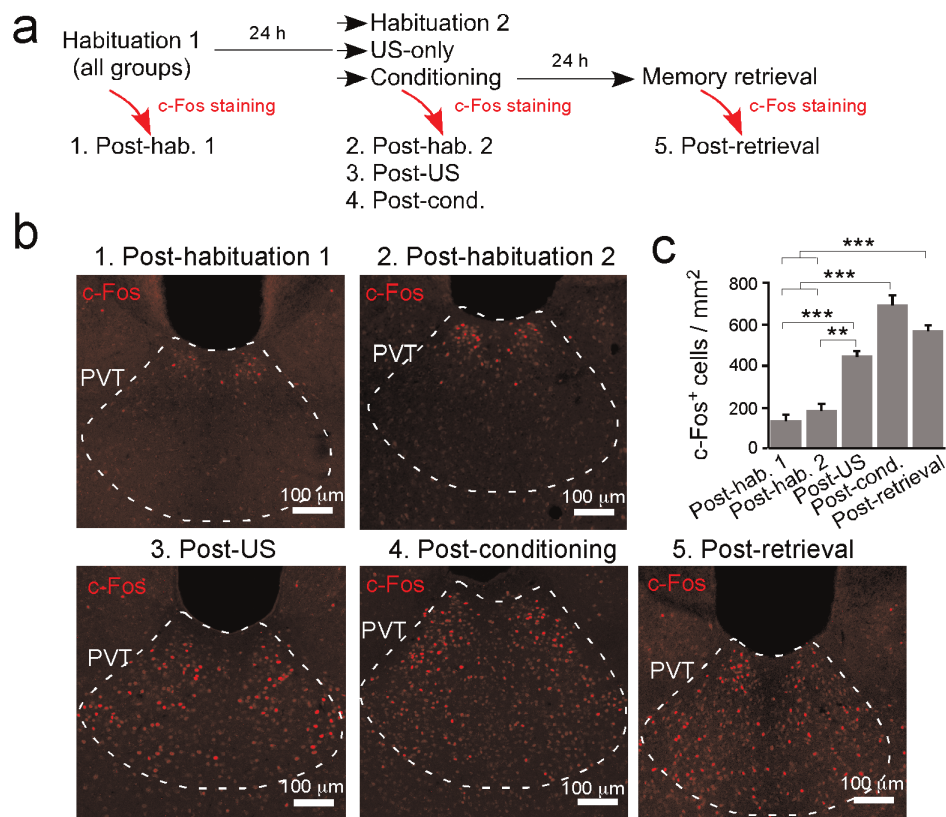 a
Habituation 1
(all groups)
24 h
Habituation 2
US-only
Conditioning
24 h
Memory retrieval
c-Fos staining
c-Fos staining
c-Fos staining
1. Post-hab. 1
2. Post-hab. 2
3. Post-US
4. Post-cond.
5. Post-retrieval
b
1. Post-habituation 1
c-Fos
PVT
100 μm
2. Post-habituation 2
c-Fos
PVT
100 μm
3. Post-US
c-Fos
PVT
100 μm
4. Post-conditioning
c-Fos
PVT
100 μm
5. Post-retrieval
c-Fos
PVT
100 μm
c
c-Fos+ cells / mm2
800
600
400
200
0
***
***
***
**
Post-hab. 1
Post-hab. 2
Post-US
Post-cond.
Post-retrieval